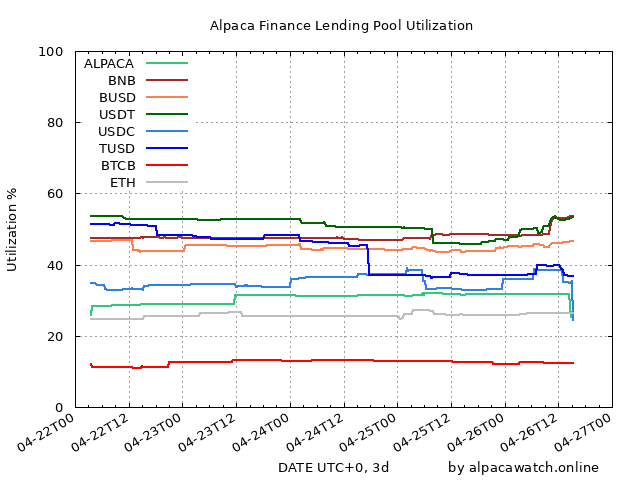 Alpaca Finance Lending Pool Utilization
100
80
60
40
20
0
Utilization %
ALPACA
BNB
BUSD
USDT
USDC
TUSD
BTCB
ETH
04-22T00
04-22T12
04-23T00
04-23T12
04-24T00
04-24T12
04-25T00
04-25T12
04-26T00
04-26T12
04-27T00
DATE UTC+0, 3d
by alpacawatch.online